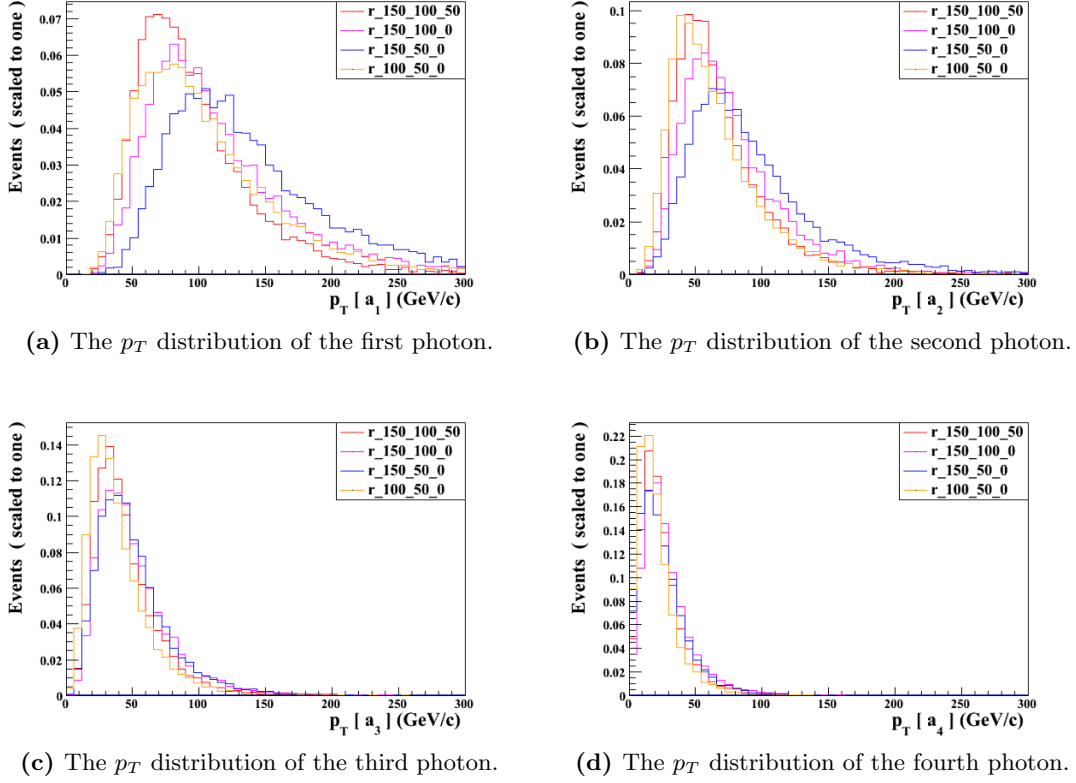 Events ( scaled to one )
0.07
0.06
0.05
0.04
0.03
0.02
0.01
0
r_150_100_50
r_150_100_0
r_150_50_0
r_100_50_0
0 50 100 150 200 250 300
p_T [ a_1 ] (GeV/c)
(a) The p_T distribution of the first photon.
Events ( scaled to one )
0.1
0.08
0.06
0.04
0.02
0
r_150_100_50
r_150_100_0
r_150_50_0
r_100_50_0
0 50 100 150 200 250 300
p_T [ a_2 ] (GeV/c)
(b) The p_T distribution of the second photon.
Events ( scaled to one )
0.14
0.12
0.1
0.08
0.06
0.04
0.02
0
r_150_100_50
r_150_100_0
r_150_50_0
r_100_50_0
0 50 100 150 200 250 300
p_T [ a_3 ] (GeV/c)
(c) The p_T distribution of the third photon.
Events ( scaled to one )
0.22
0.2
0.18
0.16
0.14
0.12
0.1
0.08
0.06
0.04
0.02
0
r_150_100_50
r_150_100_0
r_150_50_0
r_100_50_0
0 50 100 150 200 250 300
p_T [ a_4 ] (GeV/c)
(d) The p_T distribution of the fourth photon.